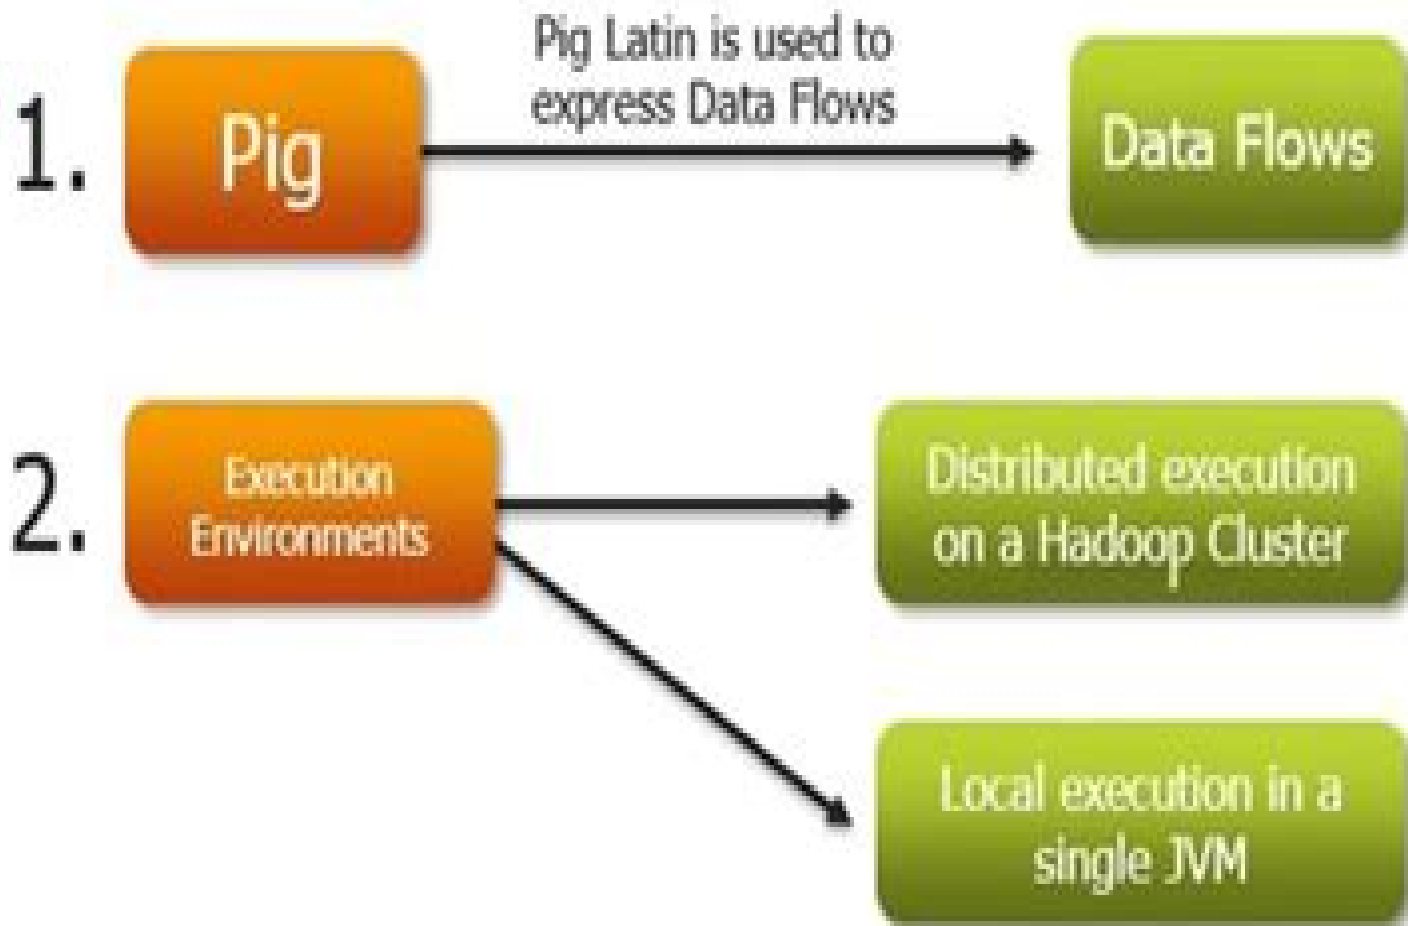 1.
Pig
Pig Latin is used to
express Data Flows
Data Flows
2.
Execution
Environments
Distributed execution
on a Hadoop Cluster
Local execution in a
single JVM